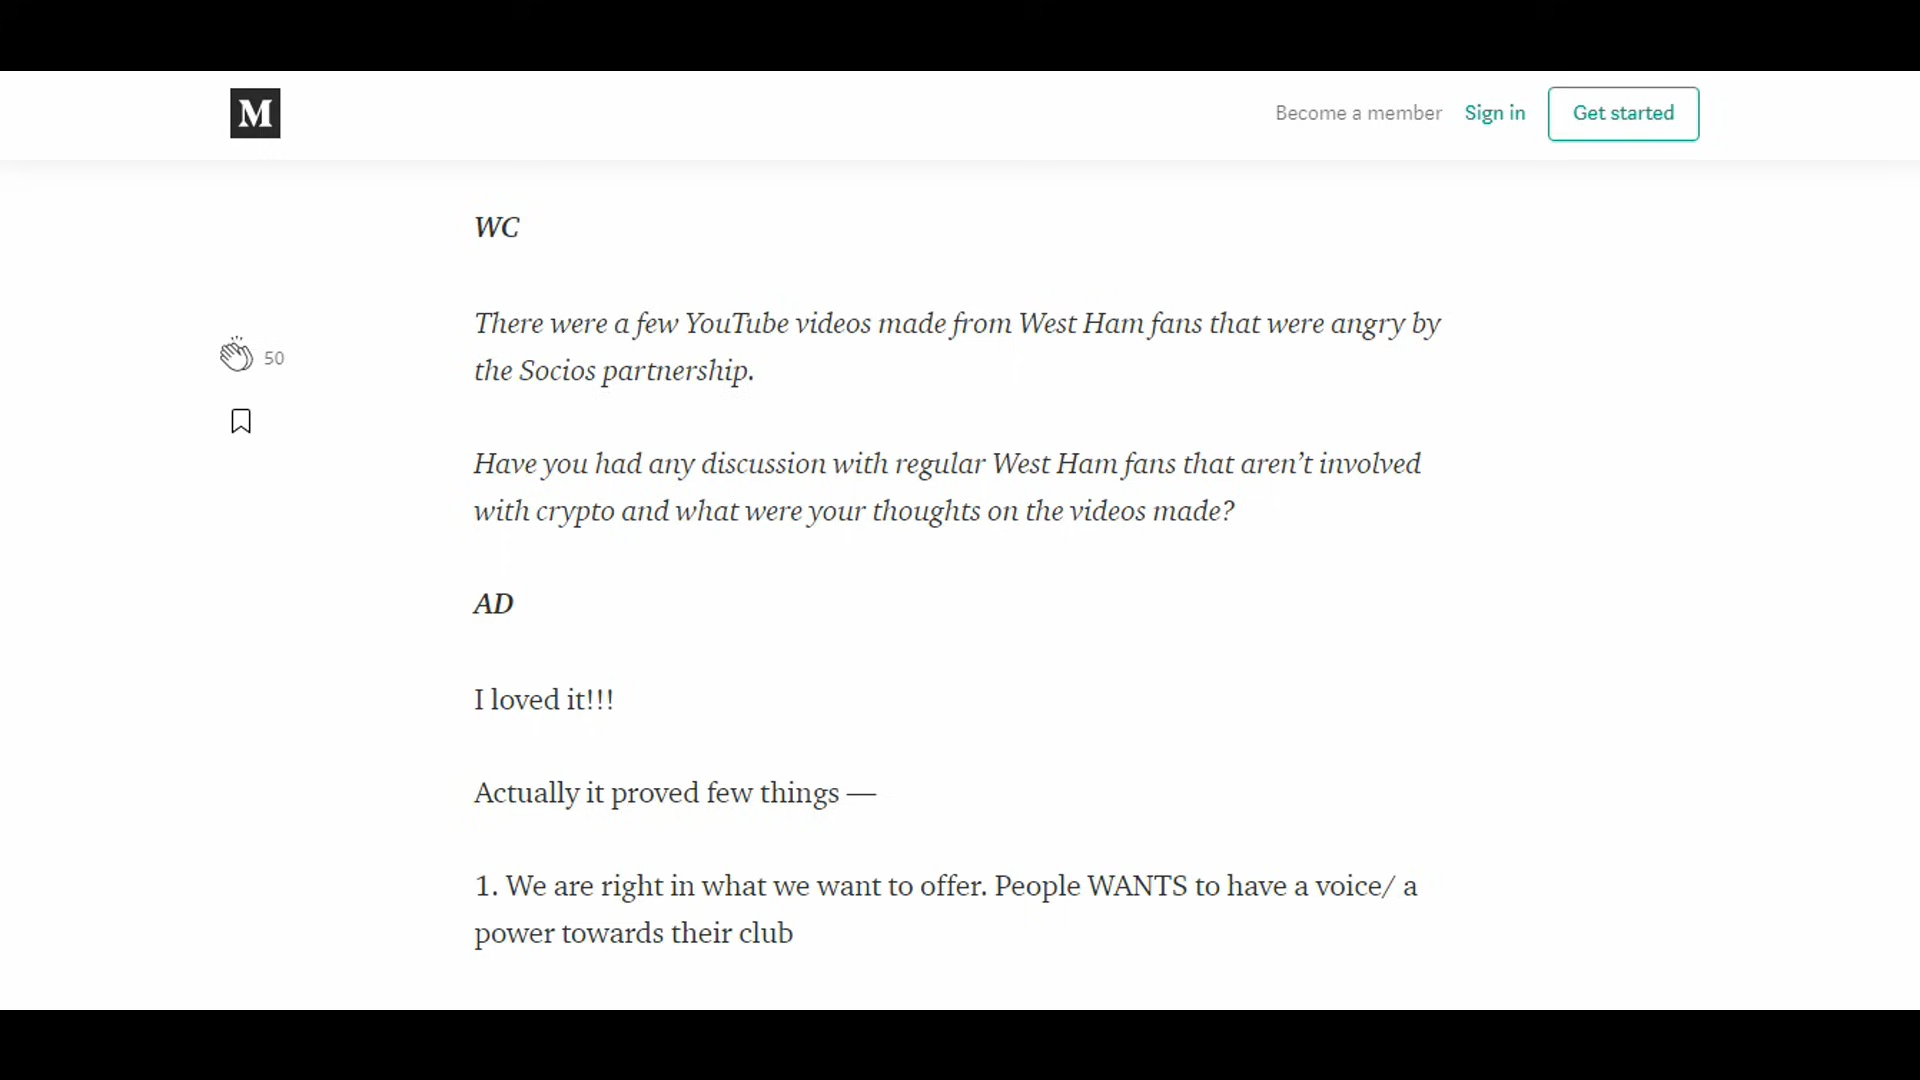 M
Become a member Sign in Get started
WC
There were a few YouTube videos made from West Ham fans that were angry by
the Socios partnership.
50
Have you had any discussion with regular West Ham fans that aren’t involved
with crypto and what were your thoughts on the videos made?
AD
I loved it!!!
Actually it proved few things —
1. We are right in what we want to offer. People WANTS to have a voice/ a
power towards their club